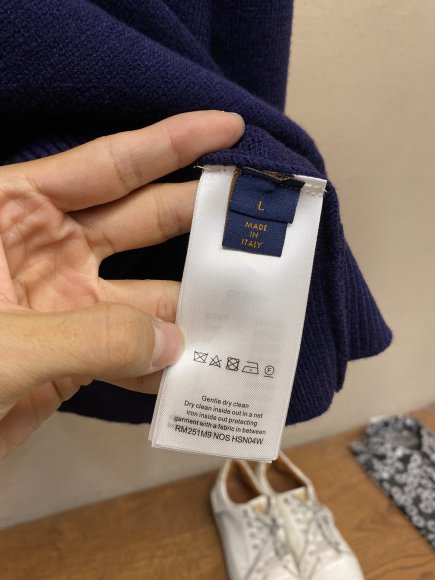 L
MADE
IN
ITALY
Gentle dry clean
Dry clean inside out in a net
Iron inside out protecting
garment with a fabric in between
RM251M9 NOS HSN04W